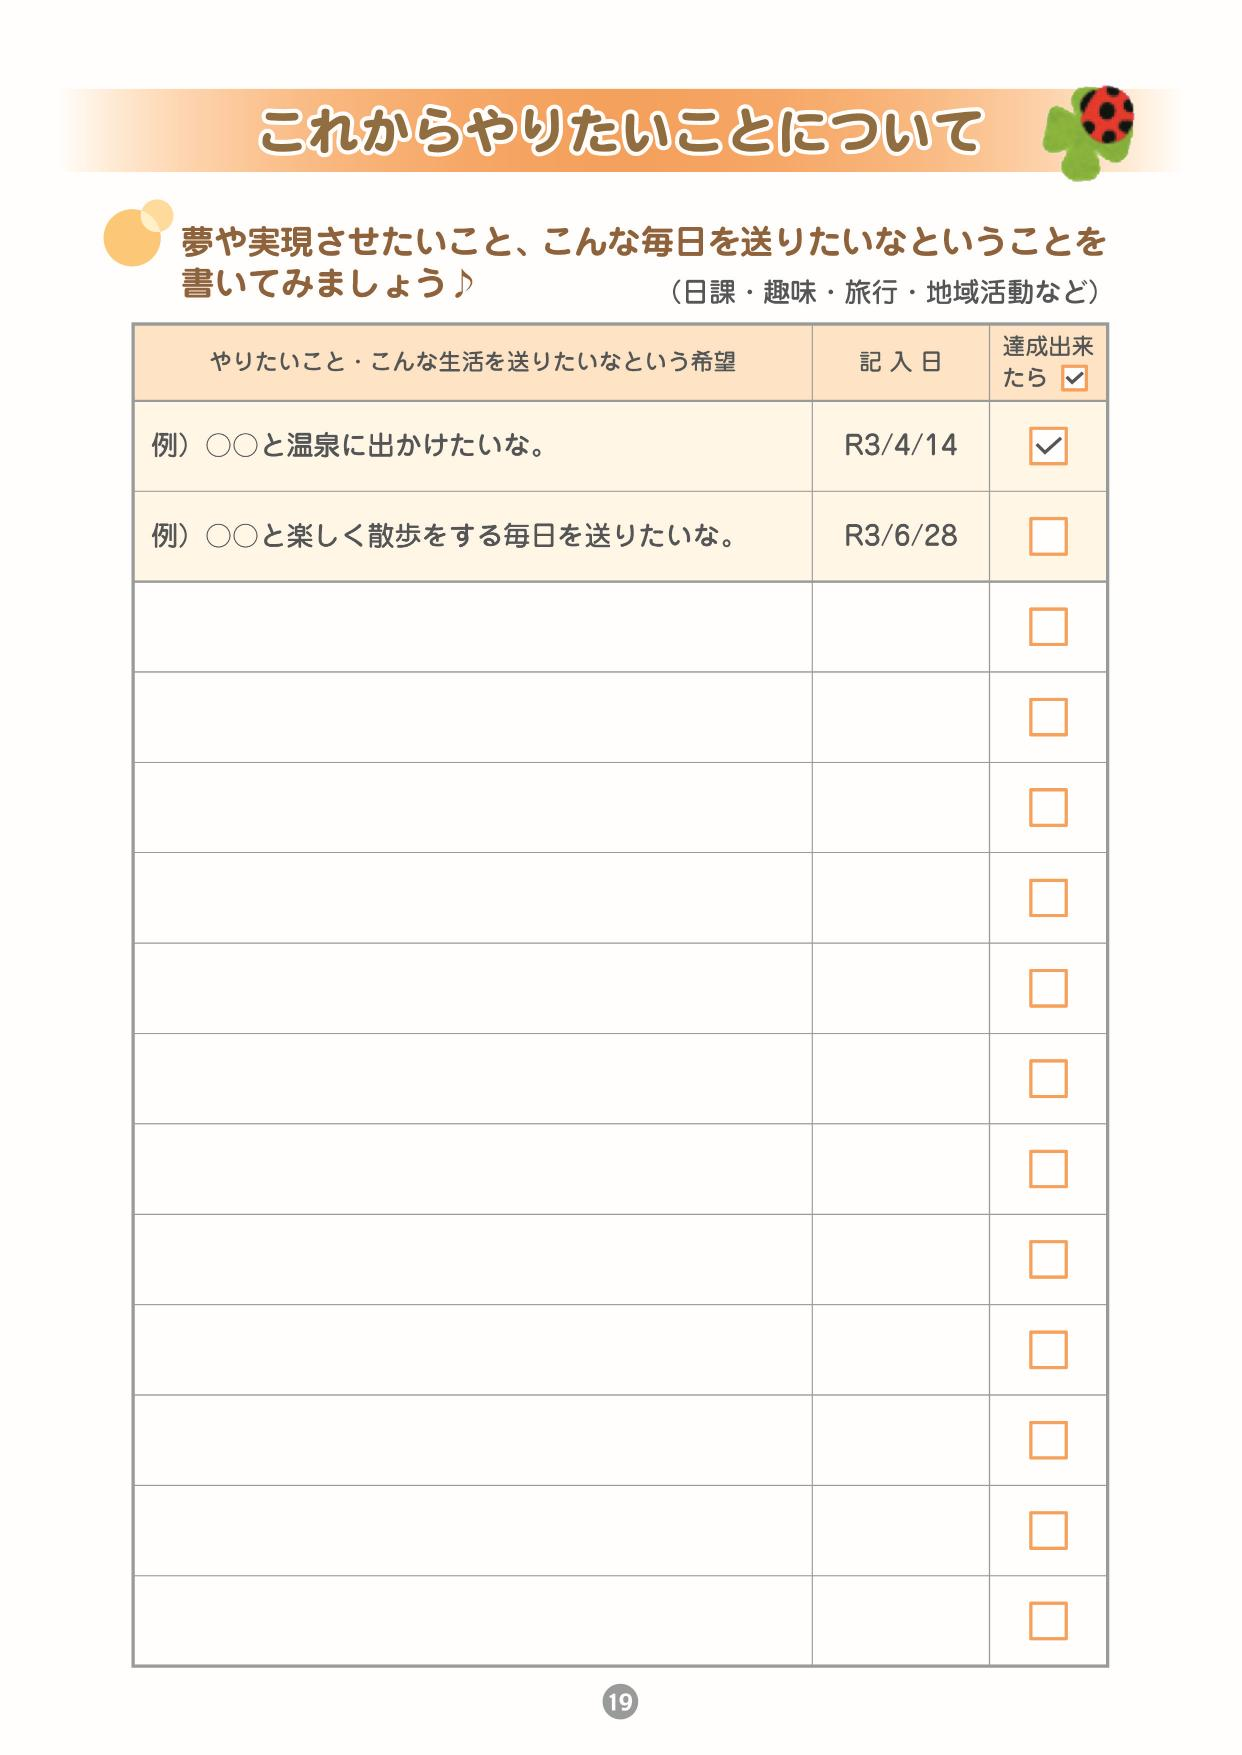 これからやりたいことについて
夢や実現させたいこと、こんな毎日を送りたいなということを
書いてみましょう♪
（日課・趣味・旅行・地域活動など）
やりたいこと・こんな生活を送りたいなという希望
記入日
達成出来
たら
例）○○と温泉に出かけたいな。
R3/4/14
例）○○と楽しく散歩をする毎日を送りたいな。
R3/6/28
19